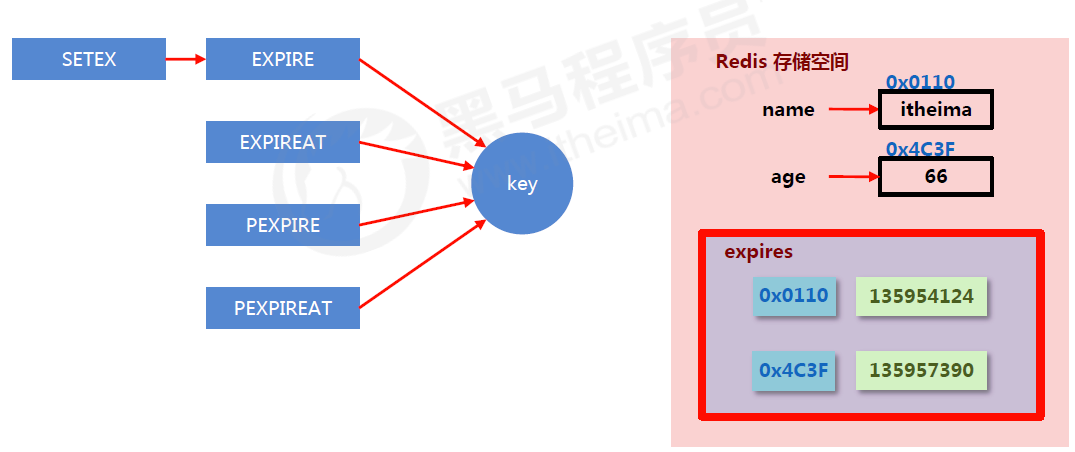 SETEX
EXPIRE
EXPIREAT
PEXPIRE
PEXPIREAT
key
黑马程序员
www.itheima.com
Redis 存储空间
0x0110
name
itheima
0x4C3F
age
66
expires
0x0110
135954124
0x4C3F
135957390